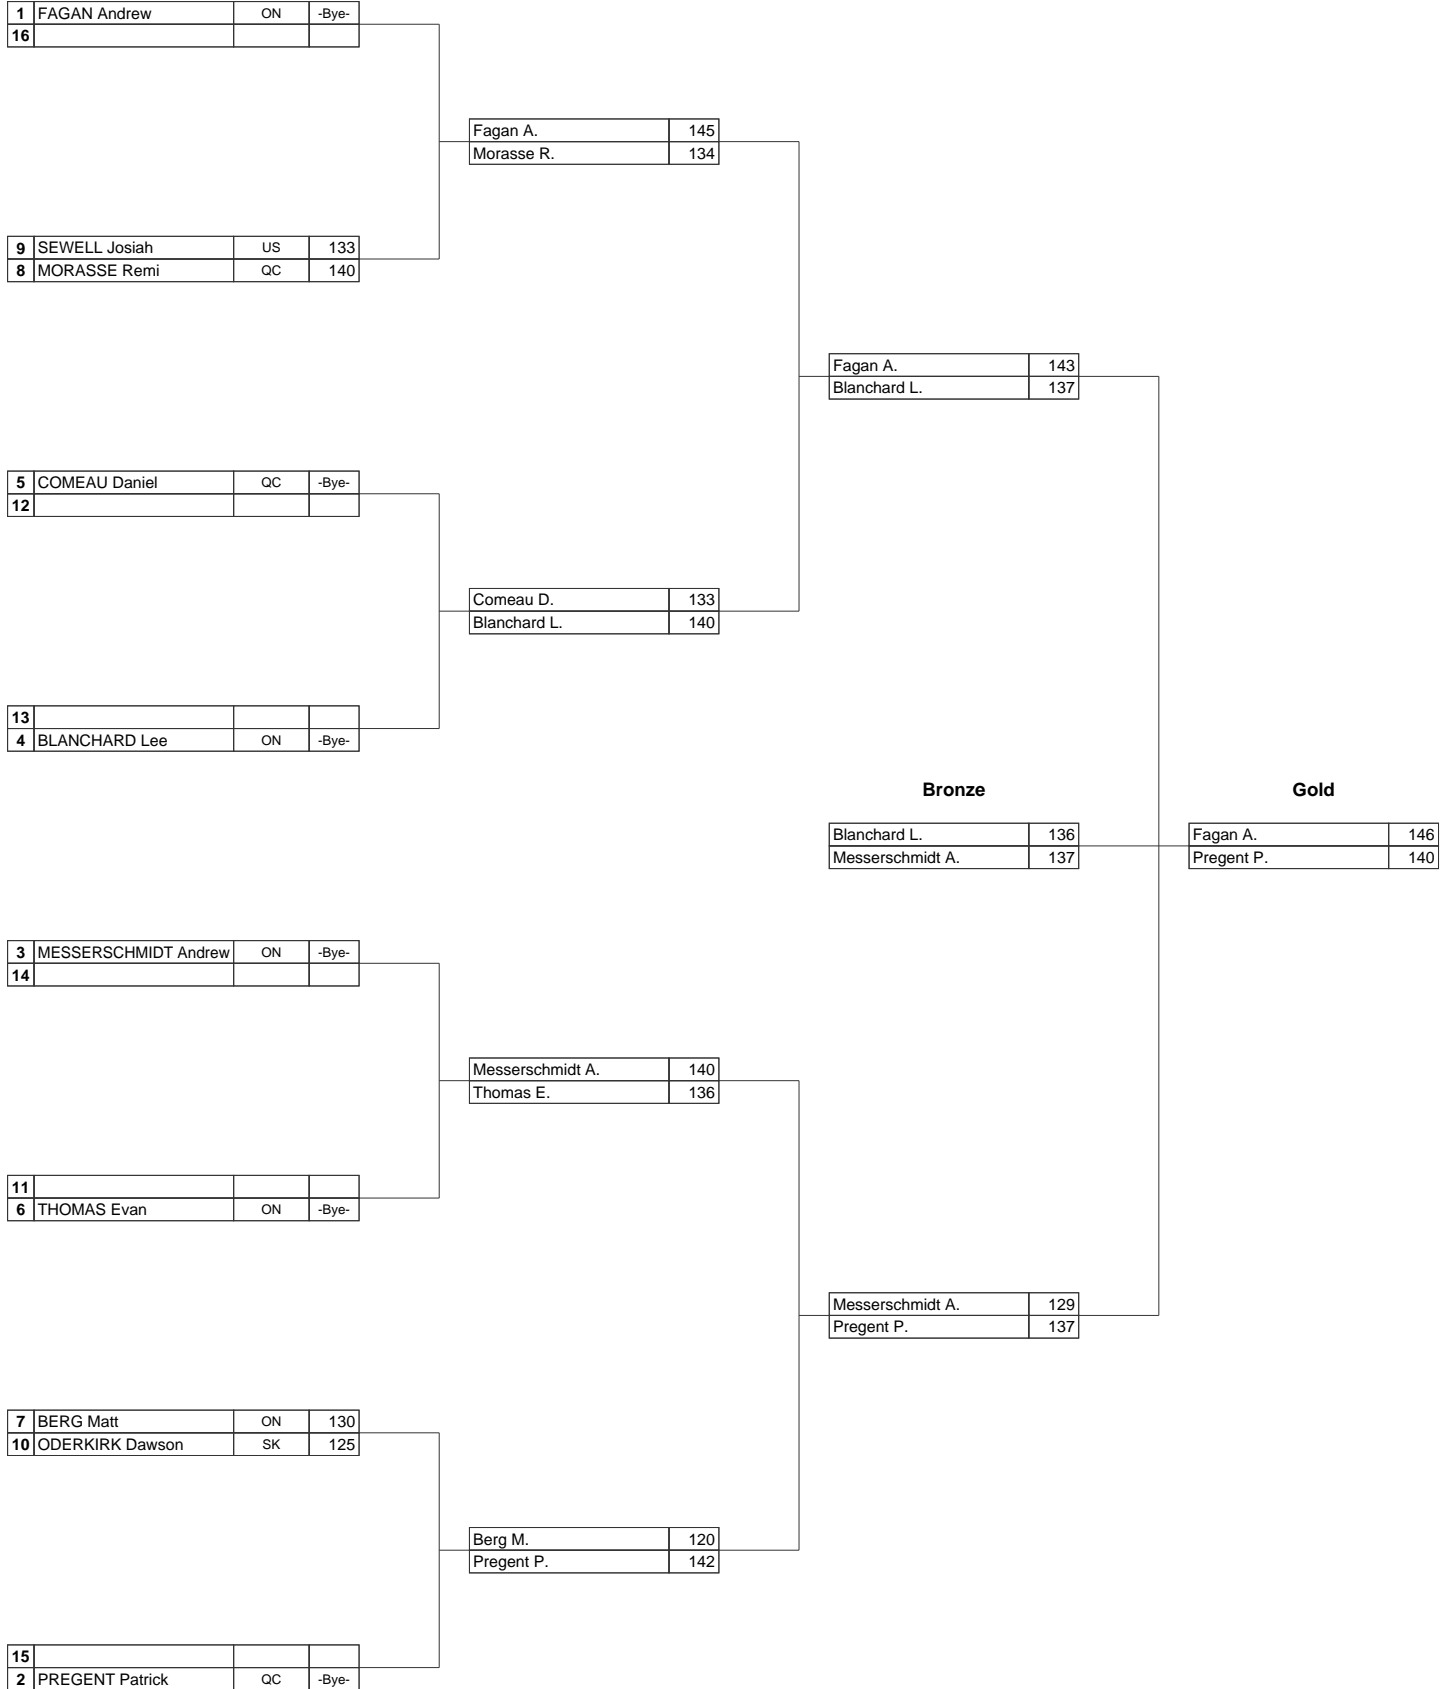 1 FAGAN Andrew ON -Bye-
16
Fagan A. 145
Morasse R. 134
9 SEWELL Josiah US 133
8 MORASSE Remi QC 140
Fagan A. 143
Blanchard L. 137
5 COMEAU Daniel QC -Bye-
12
Comeau D. 133
Blanchard L. 140
13
4 BLANCHARD Lee ON -Bye-
Bronze Gold
Blanchard L. 136 Fagan A. 146
Messerschmidt A. 137 Pregent P. 140
3 MESSERSCHMIDT Andrew ON -Bye-
14
Messerschmidt A. 140
Thomas E. 136
11
6 THOMAS Evan ON -Bye-
Messerschmidt A. 129
Pregent P. 137
7 BERG Matt ON 130
10 ODERKIRK Dawson SK 125
Berg M. 120
Pregent P. 142
15
2 PREGENT Patrick QC -Bye-